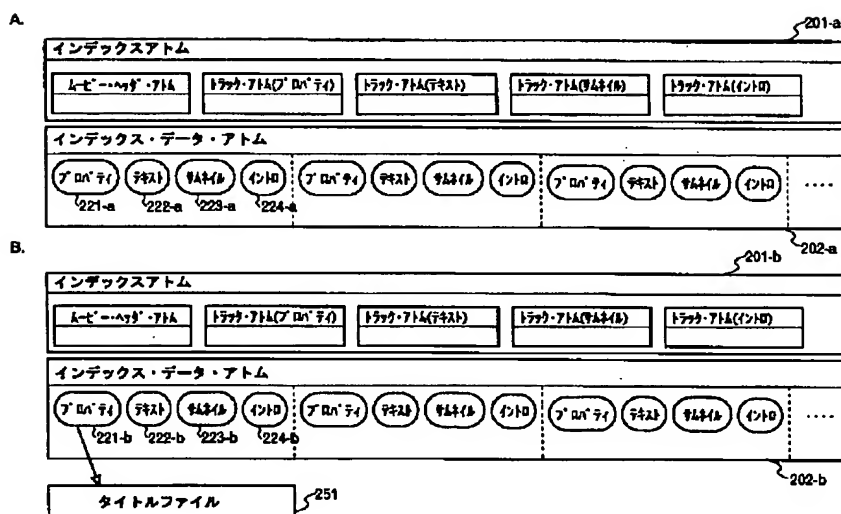 A.
201-a
インデックスアトム
ムービー・ヘッダ・アトム
トラック・アトム(プロパティ)
トラック・アトム(テキスト)
トラック・アトム(サムネイル)
トラック・アトム(イントロ)
インデックス・データ・アトム
プロパティ テキスト サムネイル イントロ プロパティ テキスト サムネイル イントロ プロパティ テキスト サムネイル イントロ ....
221-a 222-a 223-a 224-a
202-a
B.
201-b
インデックスアトム
ムービー・ヘッダ・アトム
トラック・アトム(プロパティ)
トラック・アトム(テキスト)
トラック・アトム(サムネイル)
トラック・アトム(イントロ)
インデックス・データ・アトム
プロパティ テキスト サムネイル イントロ プロパティ テキスト サムネイル イントロ プロパティ テキスト サムネイル イントロ ....
221-b 222-b 223-b 224-b
202-b
タイトルファイル
251